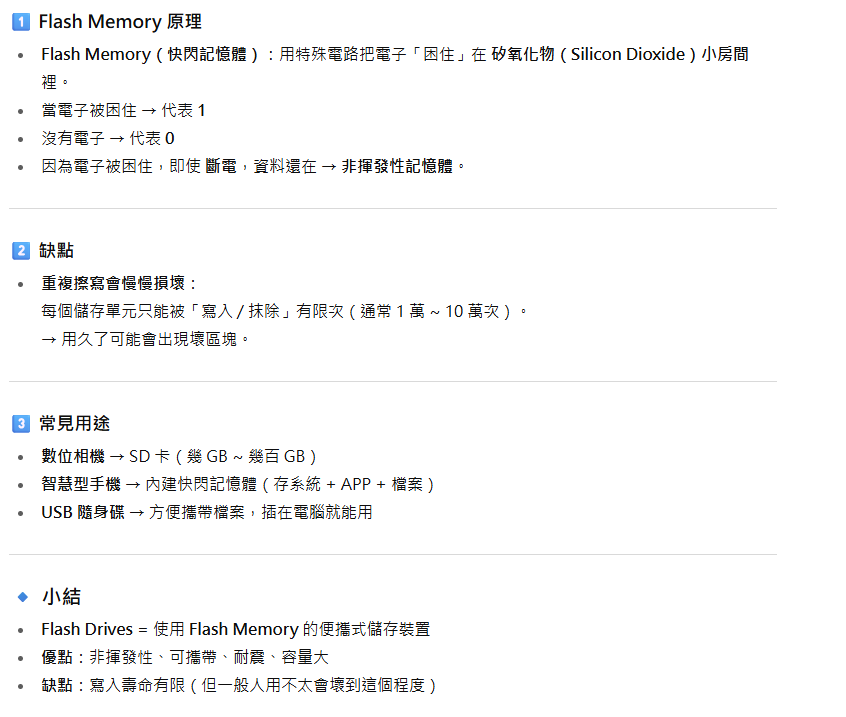 1 Flash Memory 原理
• Flash Memory（快閃記憶體）：用特殊電路把電子「困住」在 矽氧化物（Silicon Dioxide）小房間
裡。
• 當電子被困住 → 代表 1
• 沒有電子 → 代表 0
• 因為電子被困住，即使 斷電，資料還在 → 非揮發性記憶體。
2 缺點
• 重複擦寫會慢慢損壞：
每個儲存單元只能被「寫入 / 抹除」有限次（通常 1 萬 ~ 10 萬次）。
→ 用久了可能會出現壞區塊。
3 常見用途
• 數位相機 → SD 卡（幾 GB ~ 幾百 GB）
• 智慧型手機 → 內建快閃記憶體（存系統 + APP + 檔案）
• USB 隨身碟 → 方便攜帶檔案，插在電腦就能用
🔹 小結
• Flash Drives = 使用 Flash Memory 的便攜式儲存裝置
• 優點：非揮發性、可攜帶、耐震、容量大
• 缺點：寫入壽命有限（但一般人用不太會壞到這個程度）